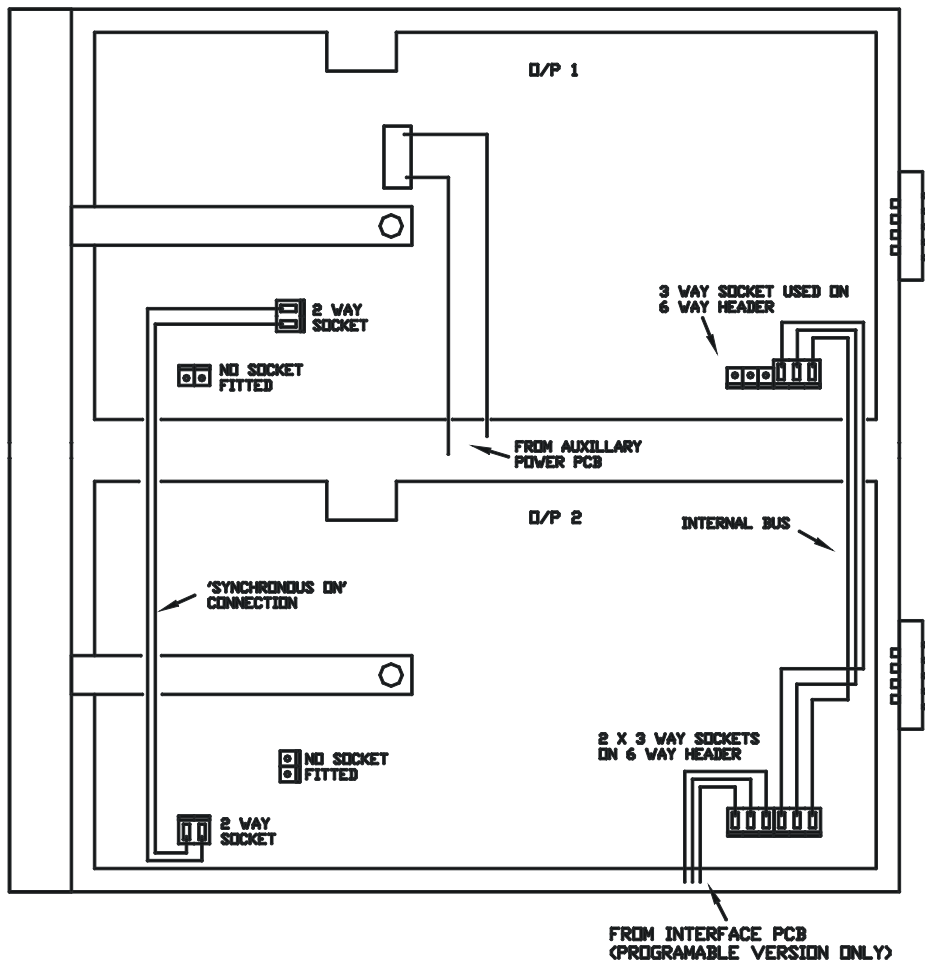 O/P 1
3 WAY SOCKET USED ON
6 WAY HEADER
2 WAY
SOCKET
NO SOCKET
FITTED
FROM AUXILLARY
POWER PCB
O/P 2
INTERNAL BUS
'SYNCHRONOUS ON'
CONNECTION
2 X 3 WAY SOCKETS
ON 6 WAY HEADER
NO SOCKET
FITTED
2 WAY
SOCKET
FROM INTERFACE PCB
(PROGRAMABLE VERSION ONLY)